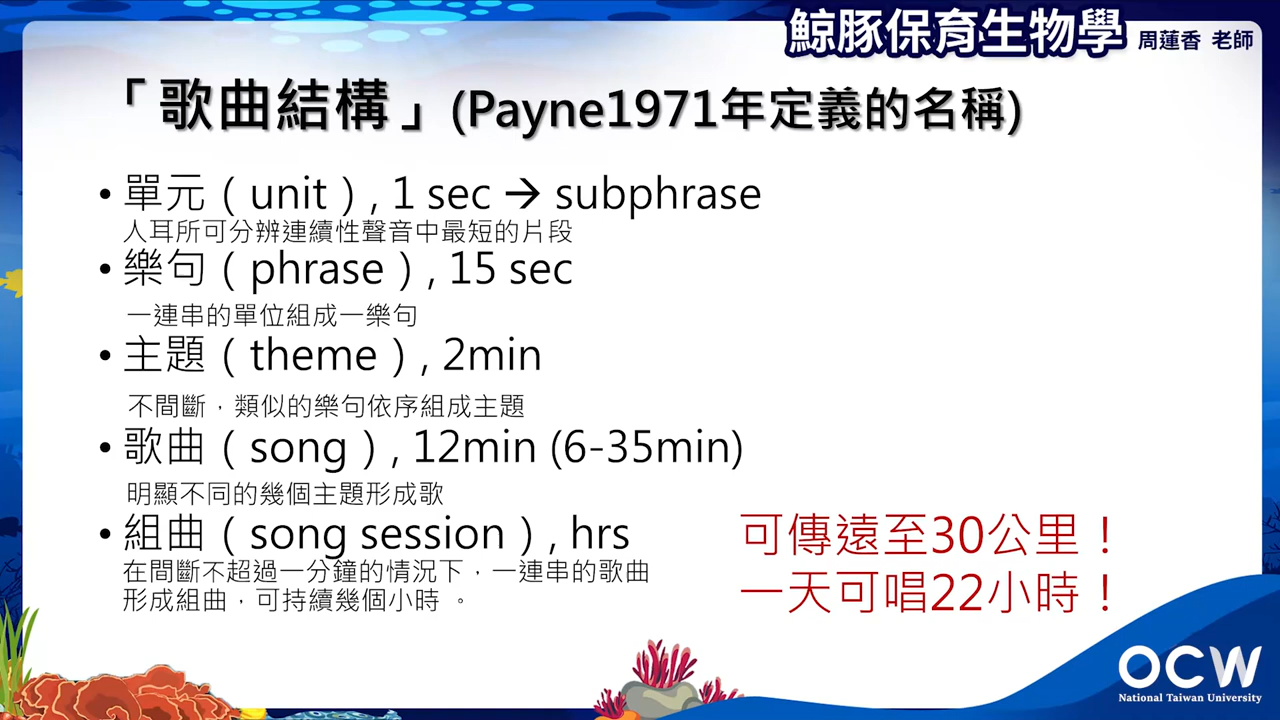 鯨豚保育生物學 周蓮香 老師
「歌曲結構」(Payne1971年定義的名稱)
• 單元（unit）, 1 sec → subphrase
人耳所可分辨連續性聲音中最短的片段
• 樂句（phrase）, 15 sec
一連串的單位組成一樂句
• 主題（theme）, 2min
不間斷，類似的樂句依序組成主題
• 歌曲（song）, 12min (6-35min)
明顯不同的幾個主題形成歌
• 組曲（song session）, hrs
在間斷不超過一分鐘的情況下，一連串的歌曲
形成組曲，可持續幾個小時 。
可傳遠至30公里！
一天可唱22小時！
OCW
National Taiwan University